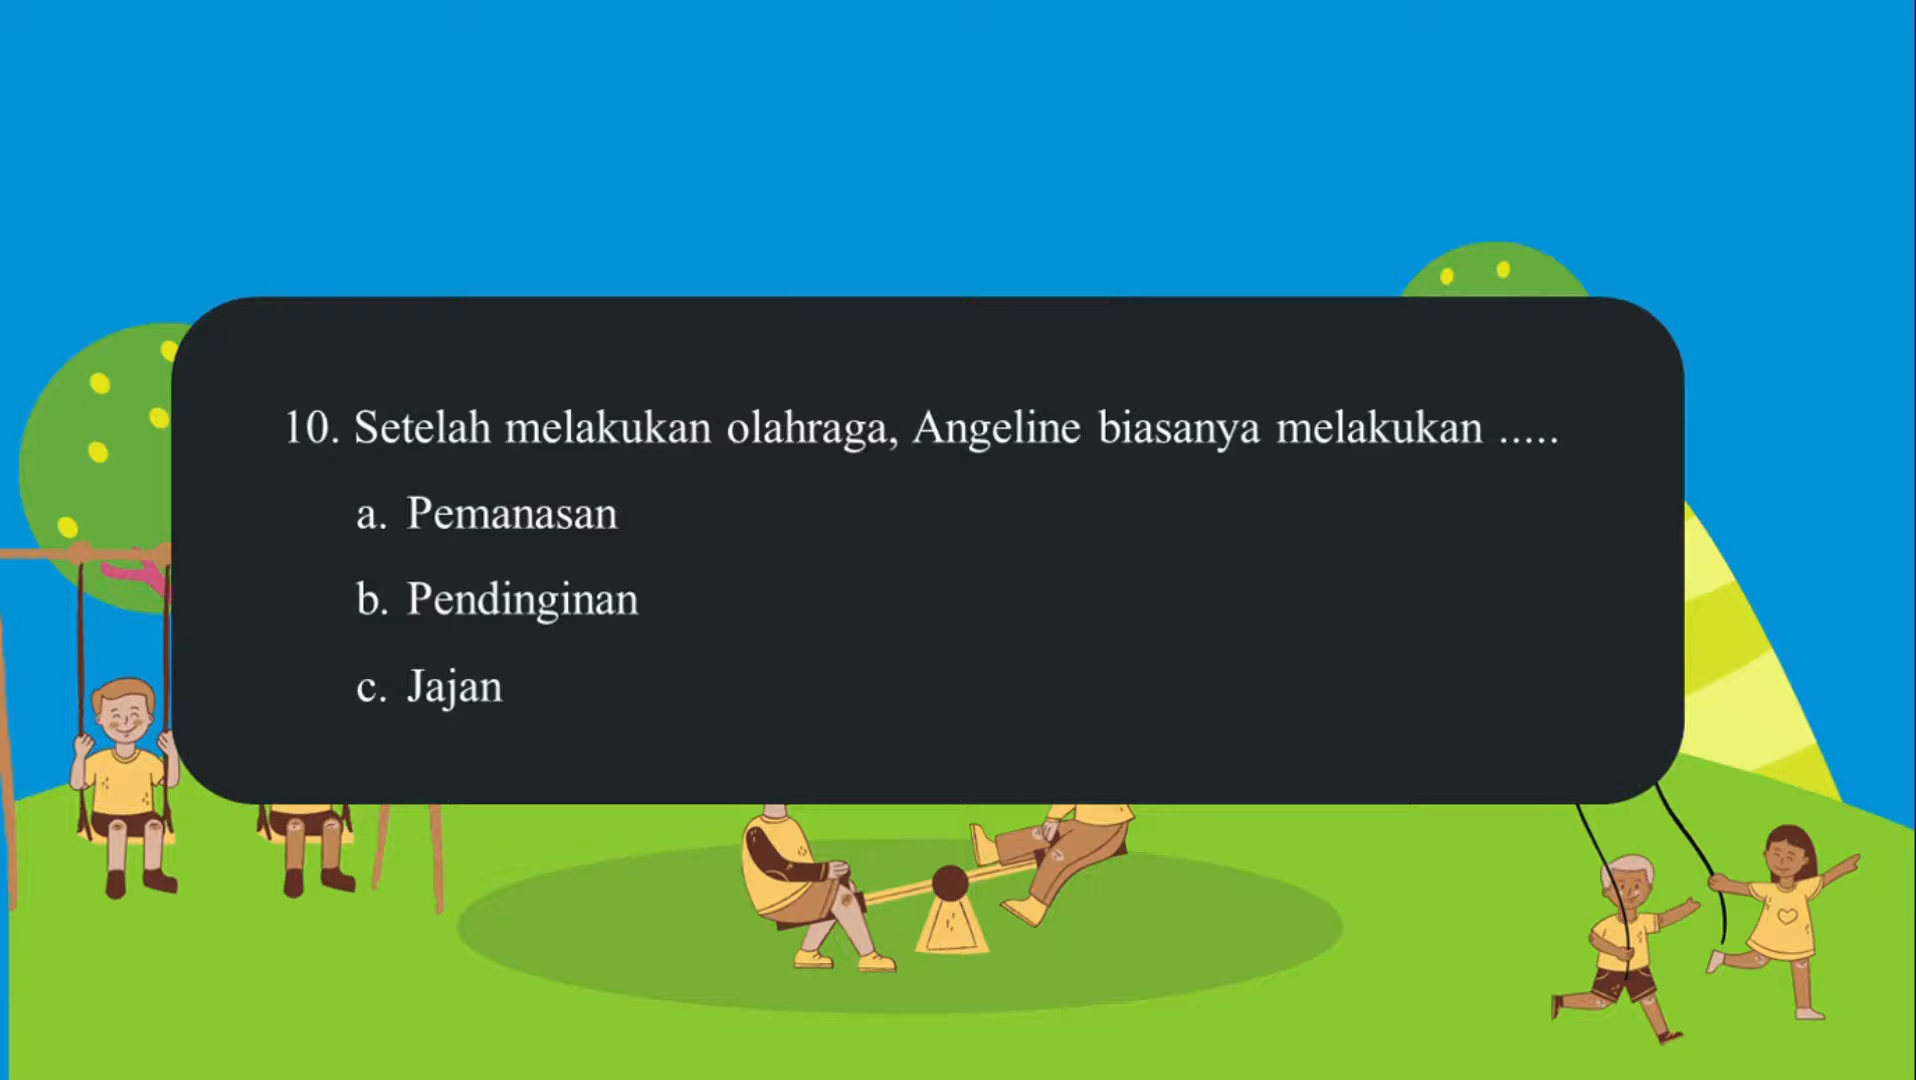 10. Setelah melakukan olahraga, Angeline biasanya melakukan .....
a. Pemanasan
b. Pendinginan
c. Jajan